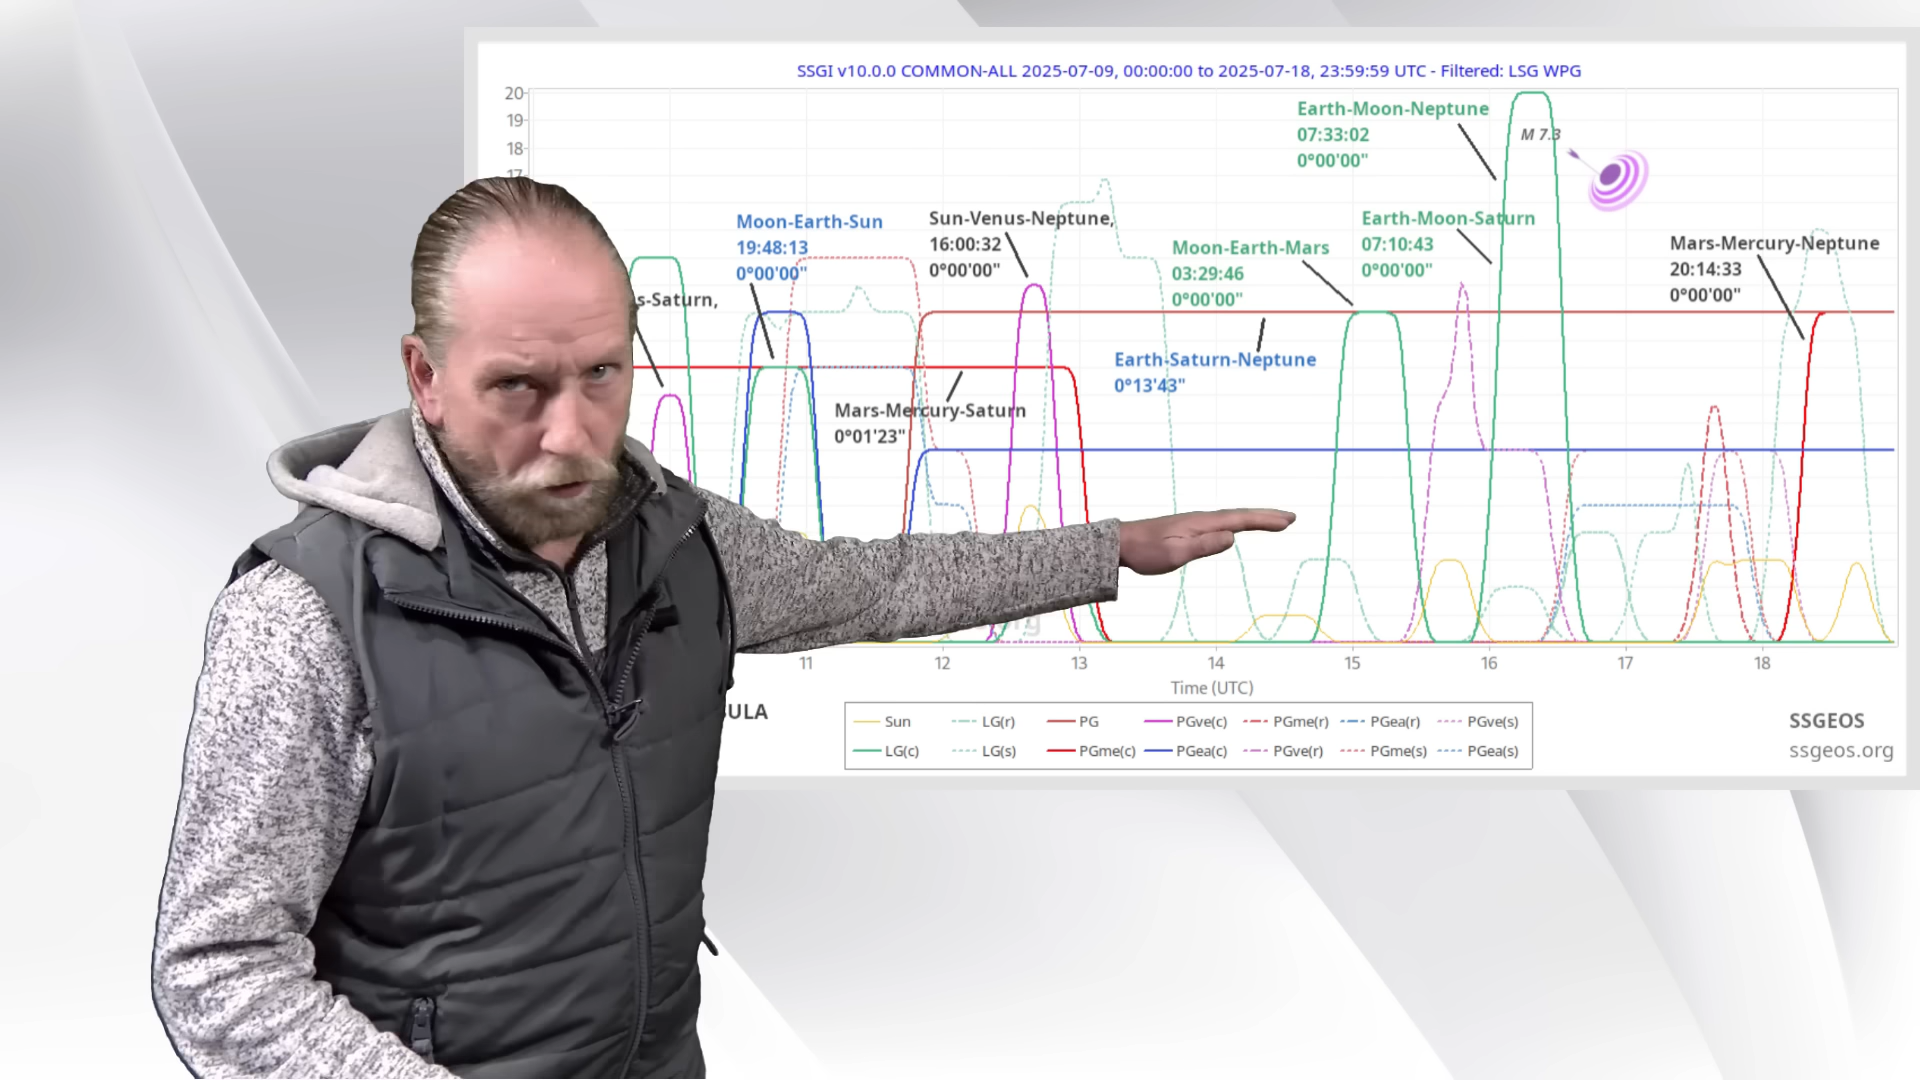 SSGI v10.0.0 COMMON-ALL 2025-07-09, 00:00:00 to 2025-07-18, 23:59:59 UTC - Filtered: LSG WPG
20
19
18
17
Earth-Moon-Neptune
07:33:02
0°00'00"
M 7.3
Moon-Earth-Sun
19:48:13
0°00'00"
Sun-Venus-Neptune,
16:00:32
0°00'00"
Moon-Earth-Mars
03:29:46
0°00'00"
Earth-Moon-Saturn
07:10:43
0°00'00"
Mars-Mercury-Neptune
20:14:33
0°00'00"
s-Saturn,
Earth-Saturn-Neptune
0°13'43"
Mars-Mercury-Saturn
0°01'23"
11 12 13 14 15 16 17 18
Time (UTC)
ULA
Sun LG(r) PG PGve(c) PGme(r) PGea(r) PGve(s)
LG(c) LG(s) PGme(c) PGea(c) PGve(r) PGme(s) PGea(s)
SSGEOS
ssgeos.org